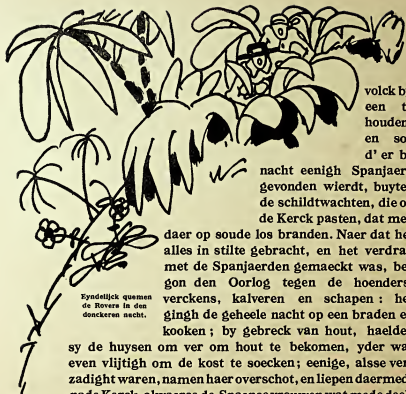 volck b
een t
houden
en so
d' er b
nacht eenigh Spanjaer
gevonden wierdt, buyte
de schildtwachten, die o
de Kerck pasten, dat me
daer op soude los branden. Naer dat he
alles in stilte gebracht, en het verdra
met de Spanjaerden gemaeckt was, be
gon den Oorlog tegen de hoenders
verckens, kalveren en schapen : he
gingh de geheele nacht op een braden e
kooken ; by gebreck van hout, haelde
sy de huysen om ver om hout te bekomen, yder wa
even vlijtigh om de kost te soecken; eenige, alsse ver
zadight waren, namen haer overschot, en liepen daermed
Eyndelijck quemen
de Rovers in den
donckeren nacht.